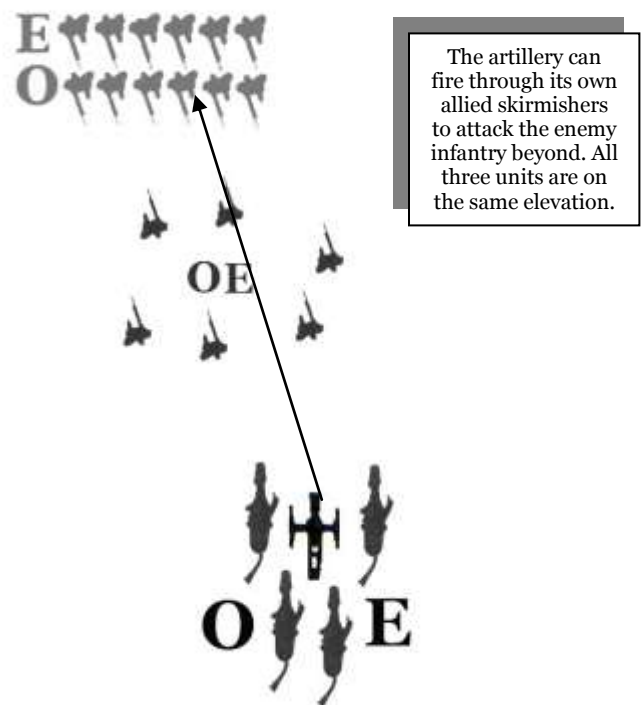 E
O
The artillery can
fire through its own
allied skirmishers
to attack the enemy
infantry beyond. All
three units are on
the same elevation.
OE
O E